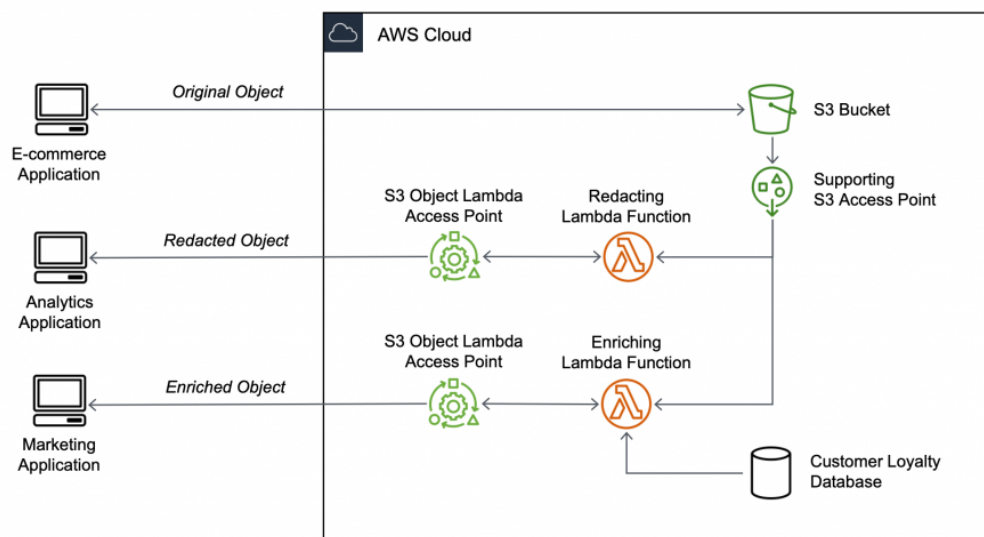 AWS Cloud
Original Object
S3 Bucket
E-commerce
Application
Supporting
S3 Access Point
S3 Object Lambda
Access Point
Redacting
Lambda Function
Redacted Object
Analytics
Application
S3 Object Lambda
Access Point
Enriching
Lambda Function
Enriched Object
Marketing
Application
Customer Loyalty
Database